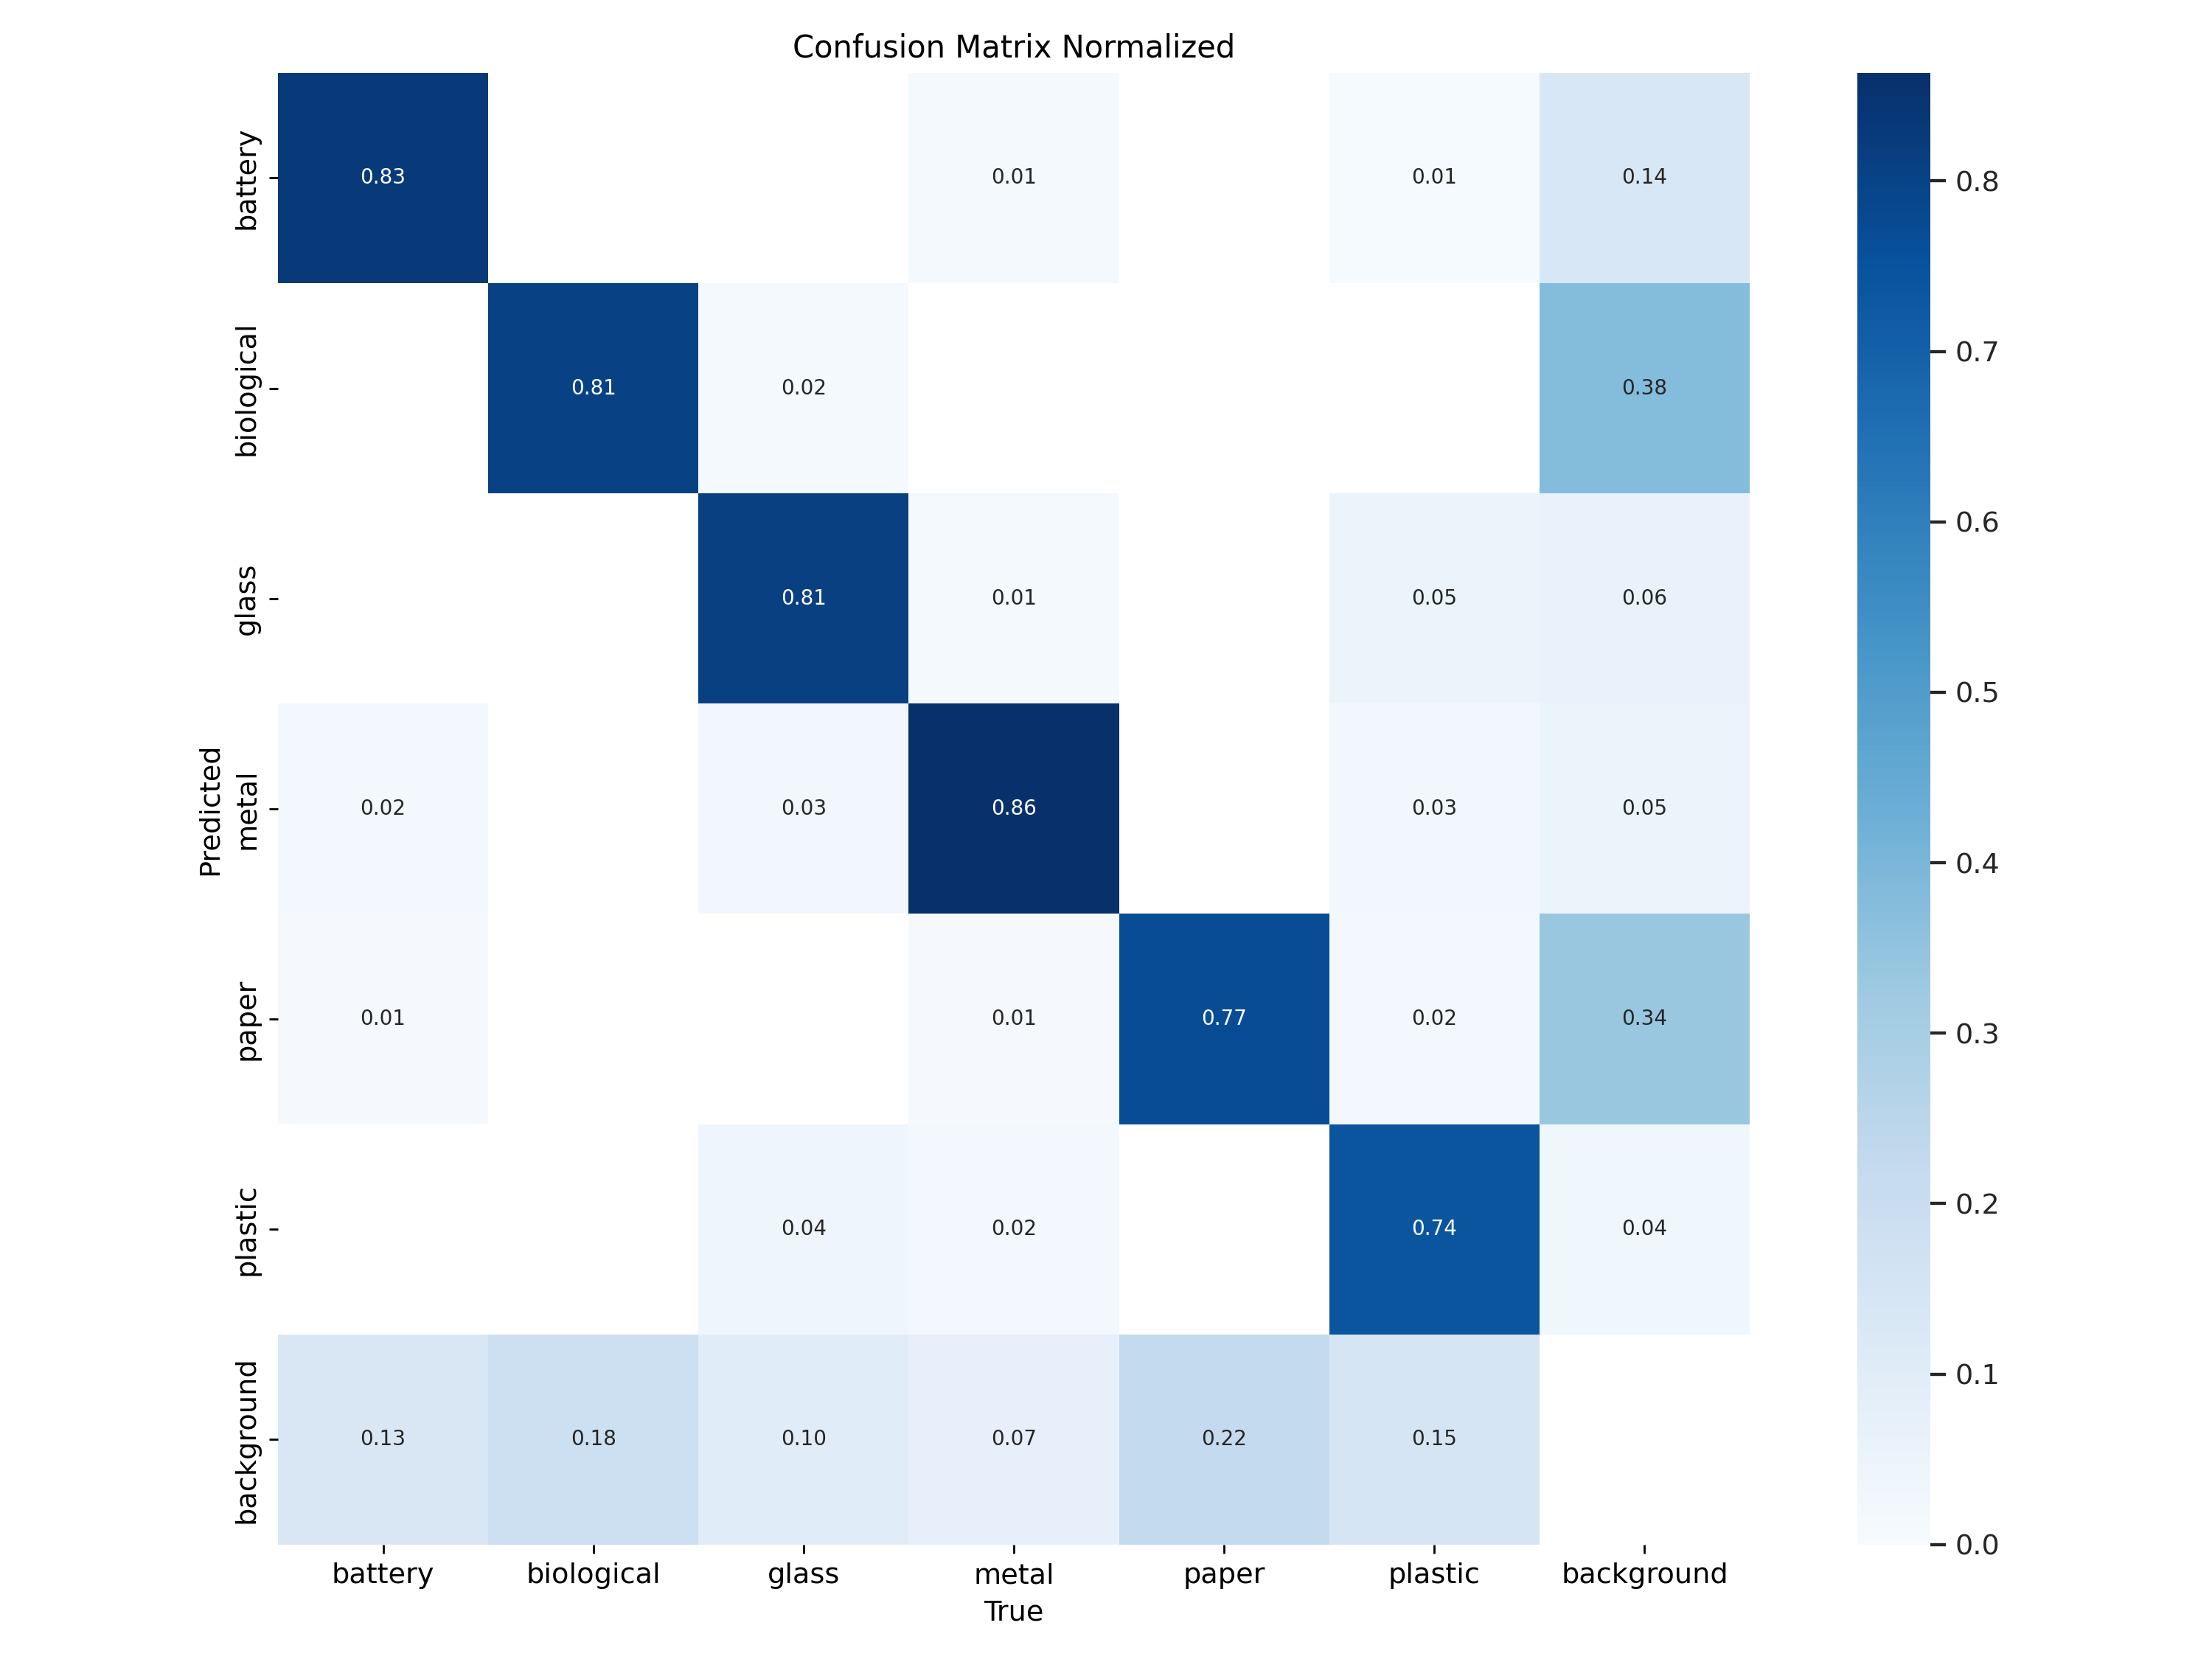 Confusion Matrix Normalized
battery 0.83 0.01 0.01 0.14
biological 0.81 0.02 0.38
glass 0.81 0.01 0.05 0.06
metal 0.02 0.03 0.86 0.03 0.05
paper 0.01 0.01 0.77 0.02 0.34
plastic 0.04 0.02 0.74 0.04
background 0.13 0.18 0.10 0.07 0.22 0.15
Predicted
battery biological glass metal paper plastic background
True
0.8
0.7
0.6
0.5
0.4
0.3
0.2
0.1
0.0